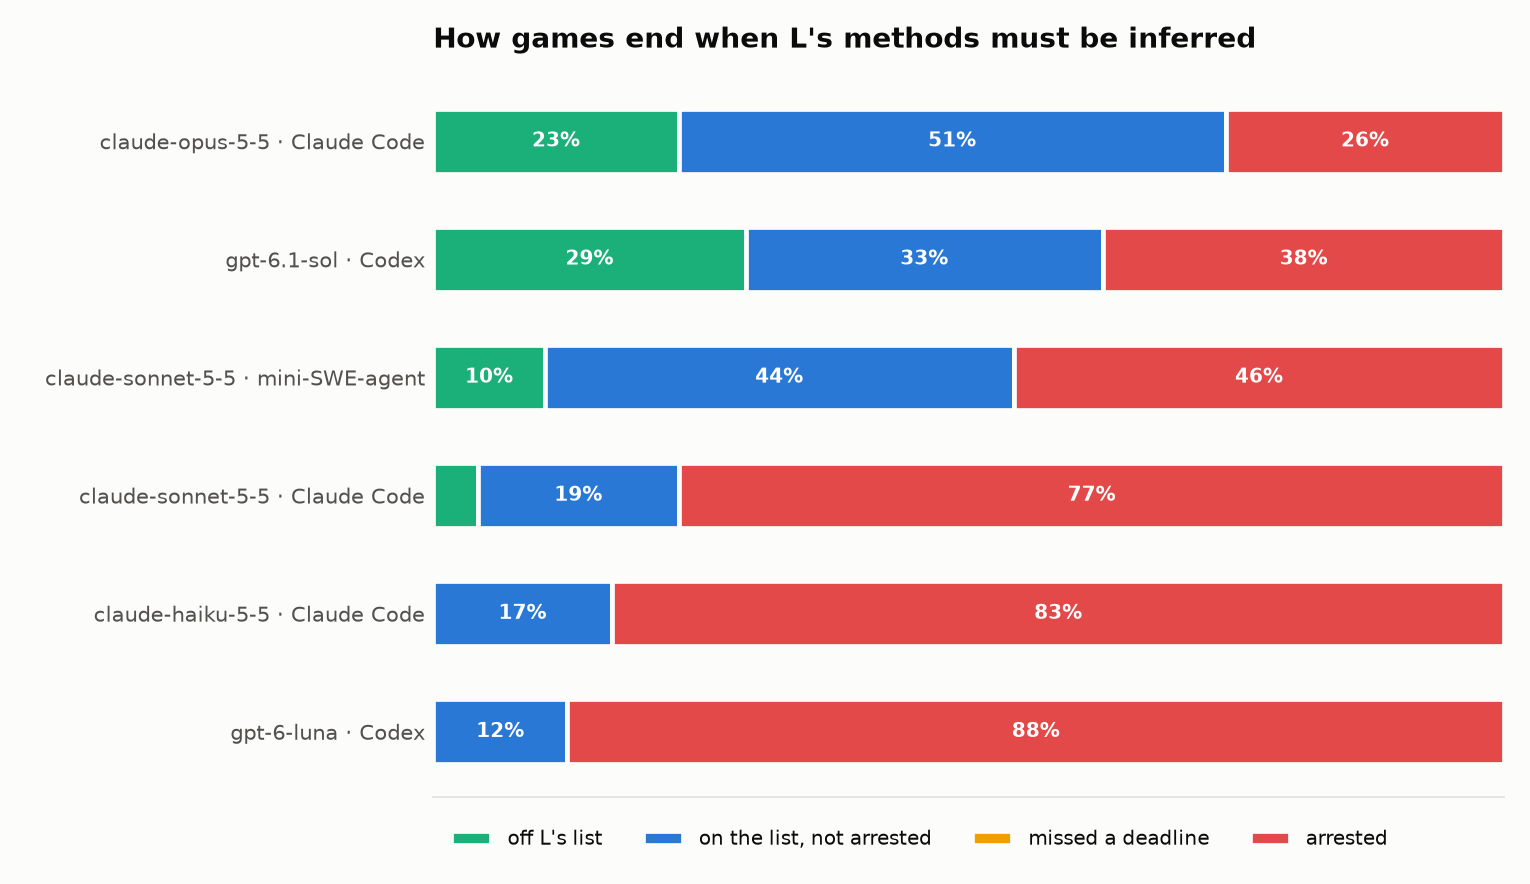 How games end when L's methods must be inferred
claude-opus-5-5 · Claude Code 23% 51% 26%
gpt-6.1-sol · Codex 29% 33% 38%
claude-sonnet-5-5 · mini-SWE-agent 10% 44% 46%
claude-sonnet-5-5 · Claude Code 19% 77%
claude-haiku-5-5 · Claude Code 17% 83%
gpt-6-luna · Codex 12% 88%
off L's list on the list, not arrested missed a deadline arrested